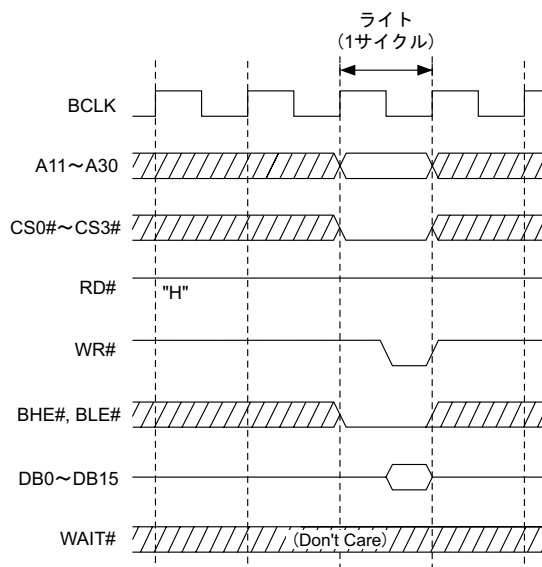 ライト
(1サイクル)
BCLK
A11～A30
CS0#～CS3#
RD#
"H"
WR#
BHE#, BLE#
DB0～DB15
WAIT#
(Don't Care)